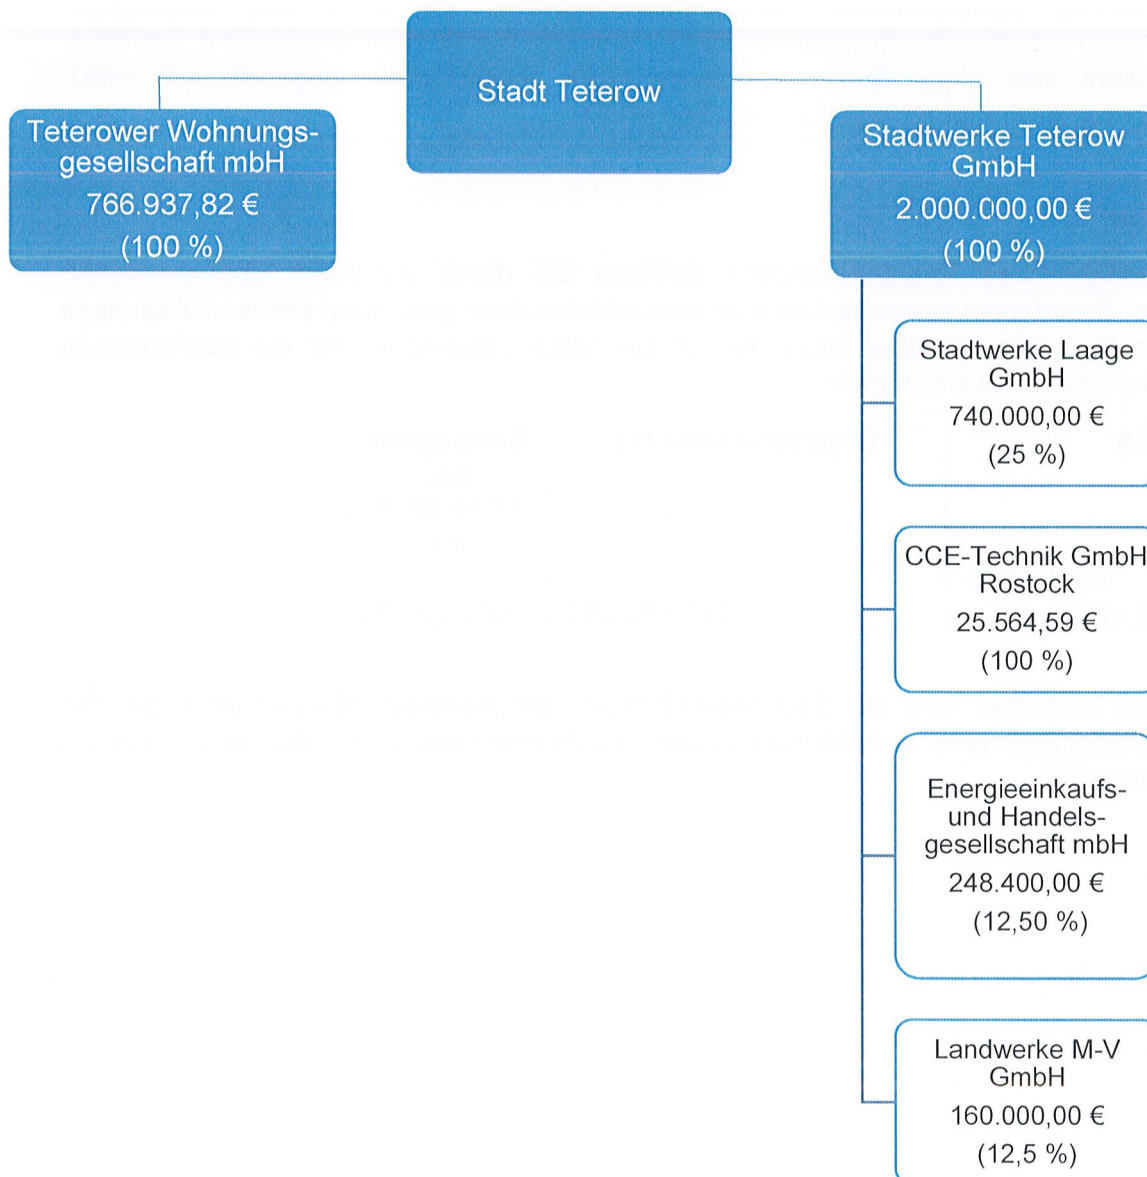 Stadt Teterow
Teterower Wohnungs-
gesellschaft mbH
766.937,82 €
(100 %)
Stadtwerke Teterow
GmbH
2.000.000,00 €
(100 %)
Stadtwerke Laage
GmbH
740.000,00 €
(25 %)
CCE-Technik GmbH
Rostock
25.564,59 €
(100 %)
Energieeinkaufs-
und Handels-
gesellschaft mbH
248.400,00 €
(12,50 %)
Landwerke M-V
GmbH
160.000,00 €
(12,5 %)